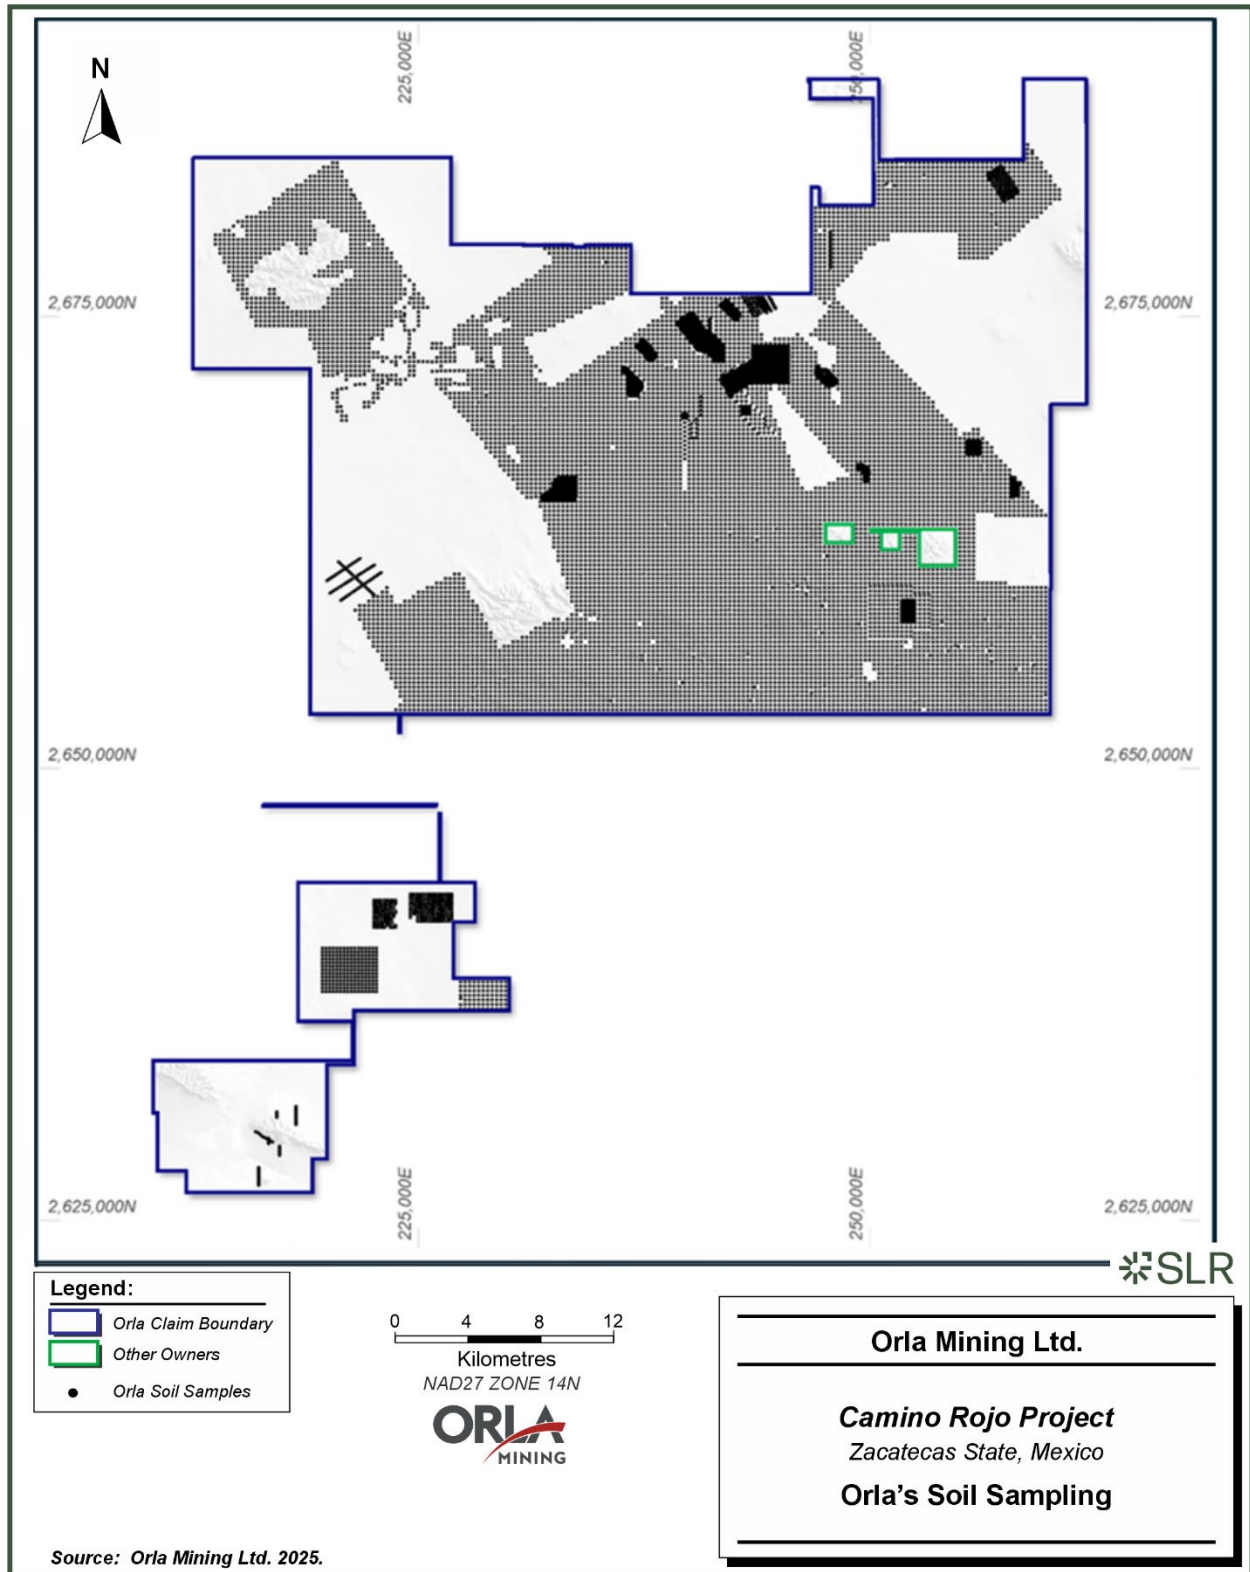 N
225,000E
250,000E
2,675,000N
2,675,000N
2,650,000N
2,650,000N
225,000E
250,000E
2,625,000N
2,625,000N
SLR
Legend:
Orla Claim Boundary
Other Owners
Orla Soil Samples
0 4 8 12
Kilometres
NAD27 ZONE 14N
ORLA
MINING
Orla Mining Ltd.
Camino Rojo Project
Zacatecas State, Mexico
Orla's Soil Sampling
Source: Orla Mining Ltd. 2025.